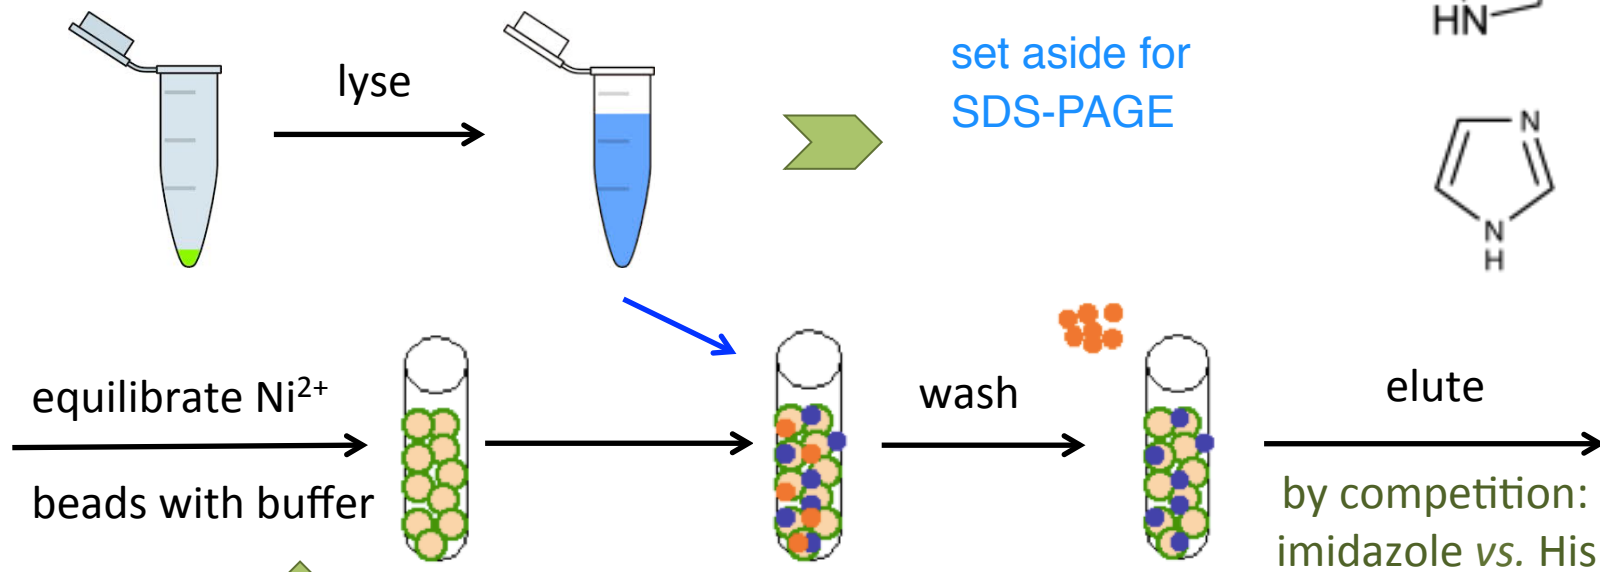 lyse
set aside for
SDS-PAGE
HN
N
N
H
equilibrate Ni²⁺
beads with buffer
wash
elute
by competition:
imidazole vs. His